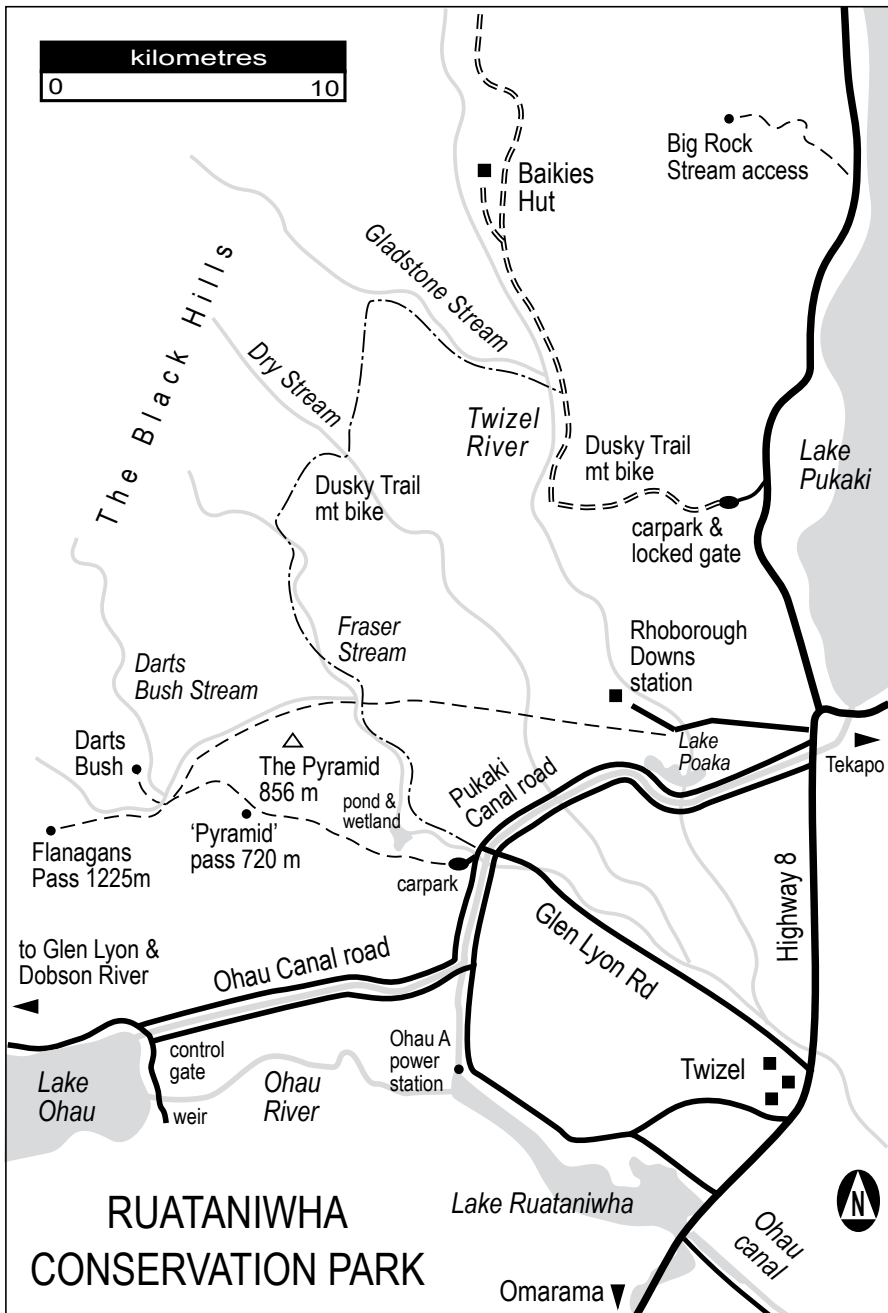 kilometres
0 10
Big Rock
Stream access
Baikies
Hut
Gladstone Stream
The Black Hills
Dry Stream
Twizel
River
Dusky Trail
mt bike
Lake
Pukaki
carpark &
locked gate
Dusky Trail
mt bike
Fraser
Stream
Rhoborough
Downs
station
Darts
Bush Stream
Darts
Bush
The Pyramid
856 m
Lake
Poaka
Tekapo
Pukaki
Canal road
pond &
wetland
'Pyramid'
pass 720 m
Flanagans
Pass 1225m
carpark
Highway 8
Glen Lyon Rd
to Glen Lyon &
Dobson River
Ohau Canal road
control
gate
Ohau A
power
station
Twizel
Lake
Ohau
Ohau
River
weir
Lake Ruataniwha
N
RUATANIWHA
CONSERVATION PARK
Ohau
canal
Omarama